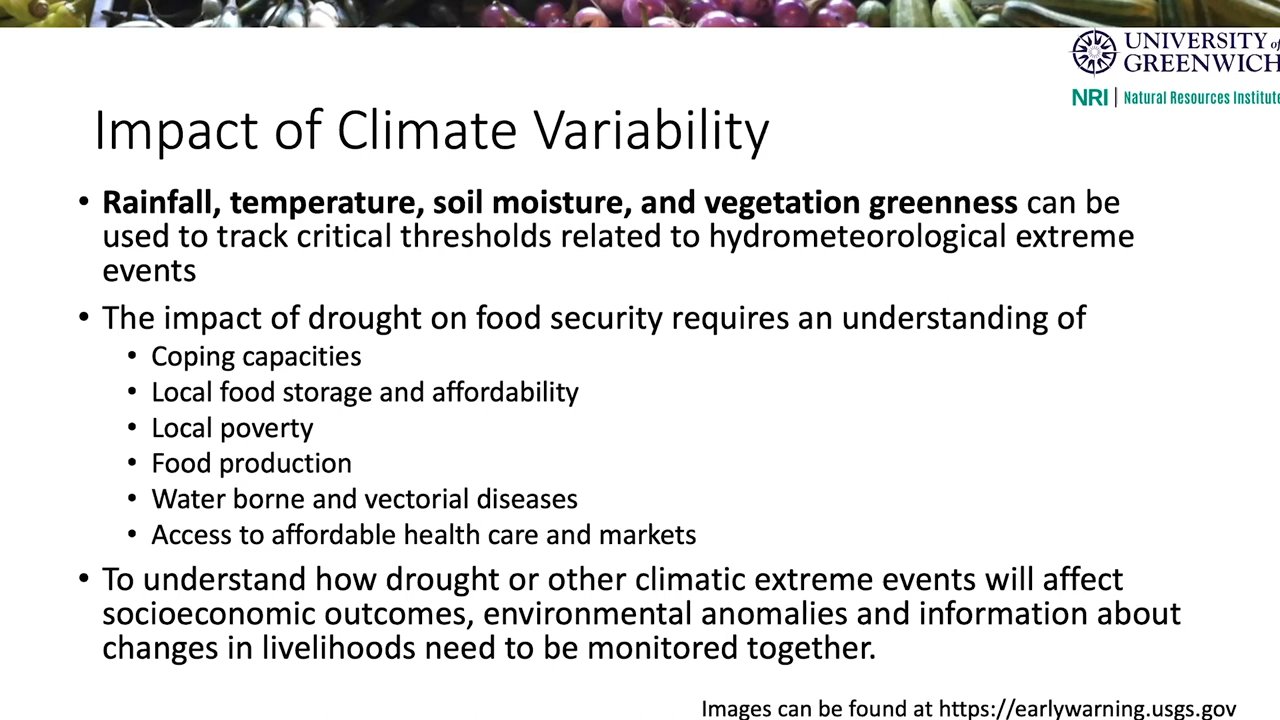 UNIVERSITY of
GREENWICH
NRI | Natural Resources Institute
Impact of Climate Variability
• Rainfall, temperature, soil moisture, and vegetation greenness can be
used to track critical thresholds related to hydrometeorological extreme
events
• The impact of drought on food security requires an understanding of
• Coping capacities
• Local food storage and affordability
• Local poverty
• Food production
• Water borne and vectorial diseases
• Access to affordable health care and markets
• To understand how drought or other climatic extreme events will affect
socioeconomic outcomes, environmental anomalies and information about
changes in livelihoods need to be monitored together.
Images can be found at https://earlywarning.usgs.gov